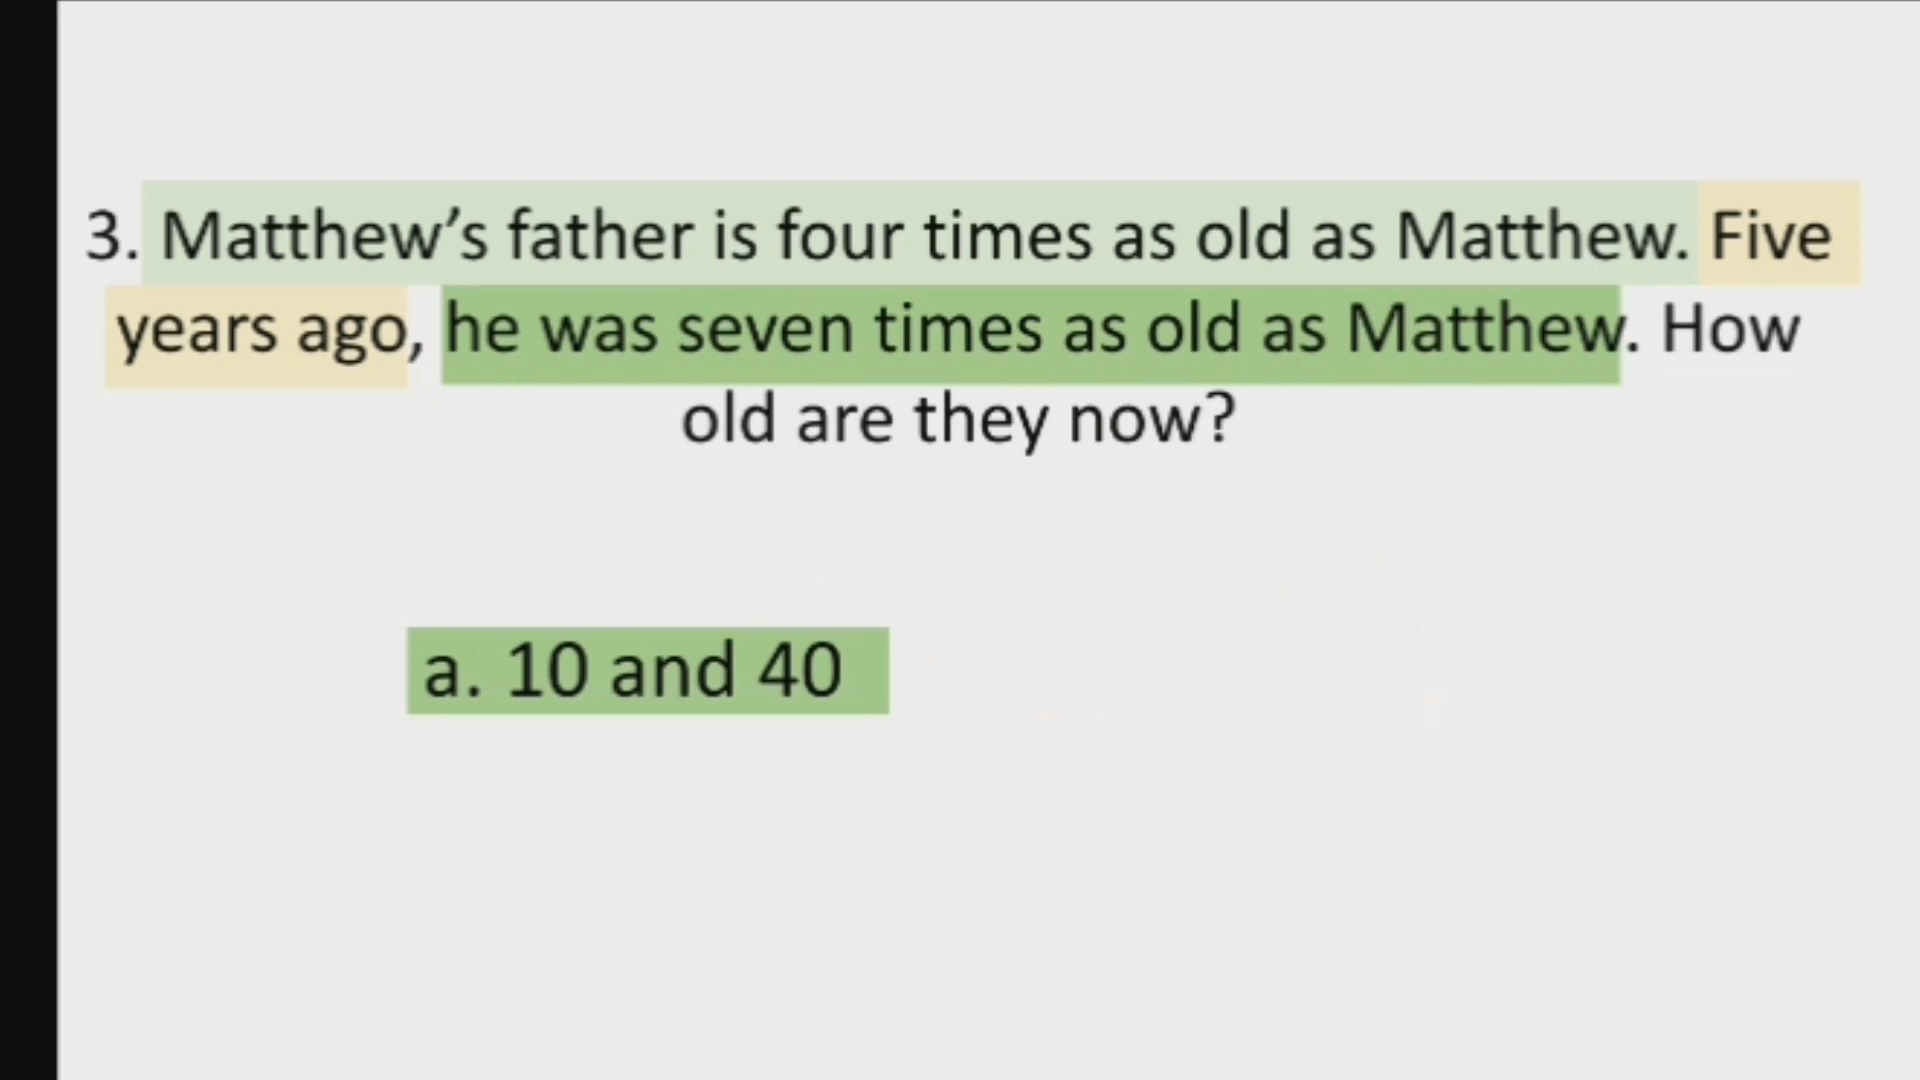 3. Matthew’s father is four times as old as Matthew. Five
years ago, he was seven times as old as Matthew. How
old are they now?
a. 10 and 40